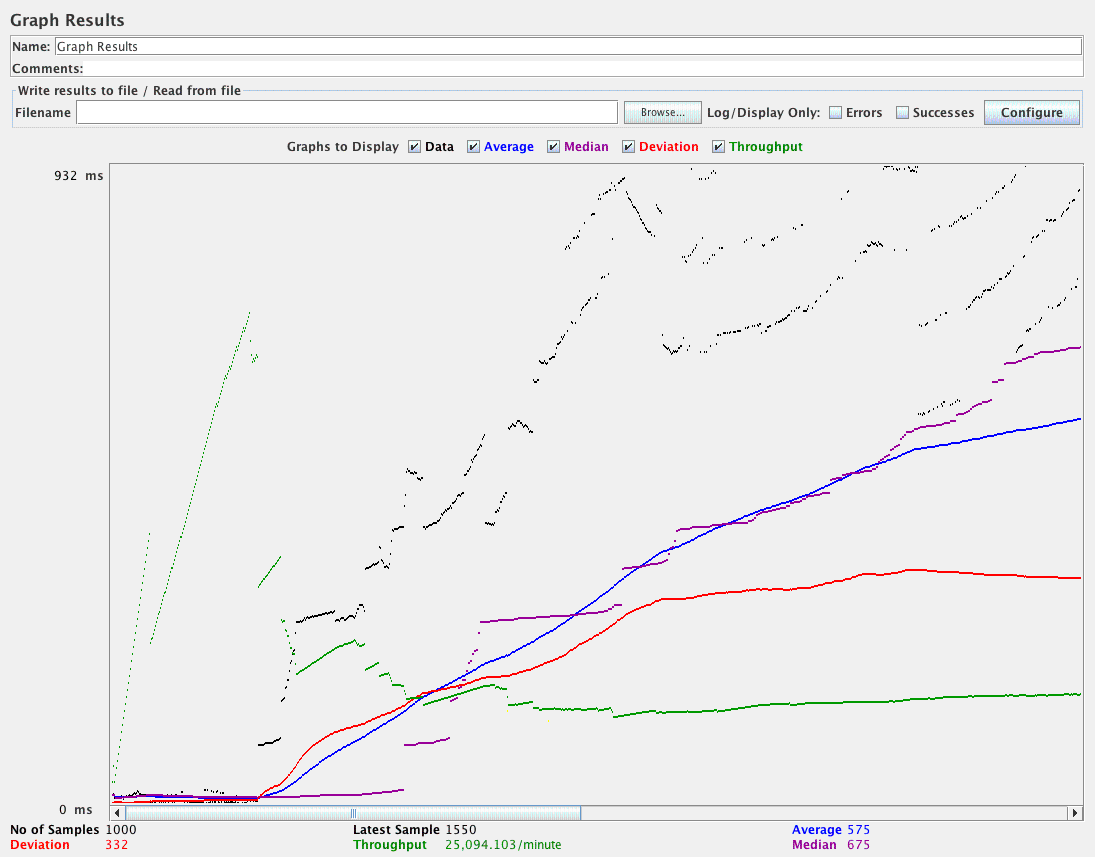 Graph Results
Name: Graph Results
Comments:
Write results to file / Read from file
Filename Browse... Log/Display Only: Errors Successes Configure
Graphs to Display Data Average Median Deviation Throughput
932 ms
0 ms
No of Samples 1000 Latest Sample 1550 Average 575
Deviation 332 Throughput 25,094.103/minute Median 675